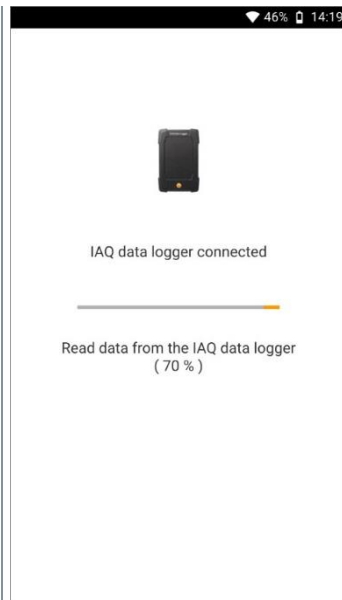 46% 14:19
IAQ data logger connected
Read data from the IAQ data logger
( 70 % )